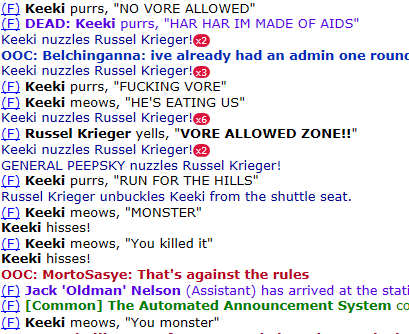 (F) Keeki purrs, "NO VORE ALLOWED"
(F) DEAD: Keeki purrs, "HAR HAR IM MADE OF AIDS"
Keeki nuzzles Russel Krieger!x2
OOC: Belchinganna: ive already had an admin one round
Keeki nuzzles Russel Krieger!x3
(F) Keeki purrs, "FUCKING VORE"
(F) Keeki meows, "HE'S EATING US"
Keeki nuzzles Russel Krieger!x6
(F) Russel Krieger yells, "VORE ALLOWED ZONE!!"
Keeki nuzzles Russel Krieger!x2
GENERAL PEEPSKY nuzzles Russel Krieger!
(F) Keeki purrs, "RUN FOR THE HILLS"
Russel Krieger unbuckles Keeki from the shuttle seat.
(F) Keeki meows, "MONSTER"
Keeki hisses!
(F) Keeki meows, "You killed it"
Keeki hisses!
OOC: MortoSasye: That's against the rules
(F) Jack 'Oldman' Nelson (Assistant) has arrived at the stati
(F) [Common] The Automated Announcement System co
(F) Keeki meows, "You monster"